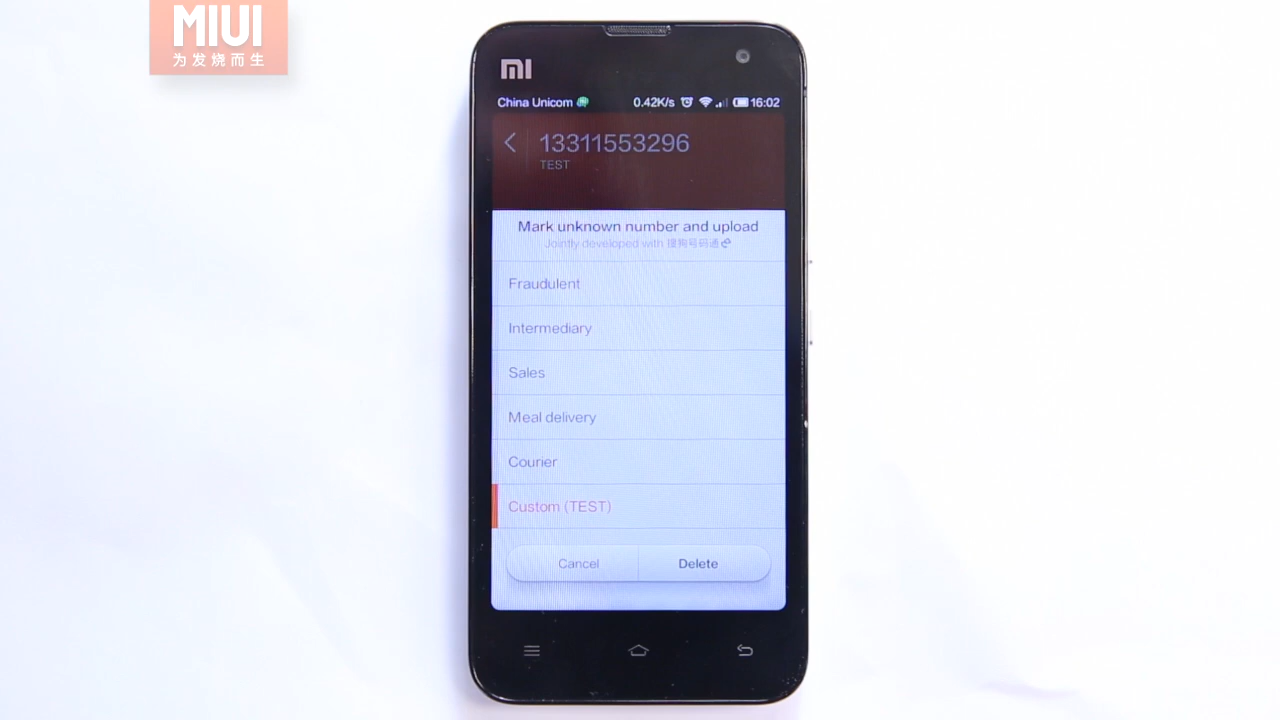 MIUI
为发烧而生
MI
China Unicom 0.42K/s 16:02
13311553296
TEST
Mark unknown number and upload
Jointly developed with 搜狗号码通
Fraudulent
Intermediary
Sales
Meal delivery
Courier
Custom (TEST)
Cancel Delete